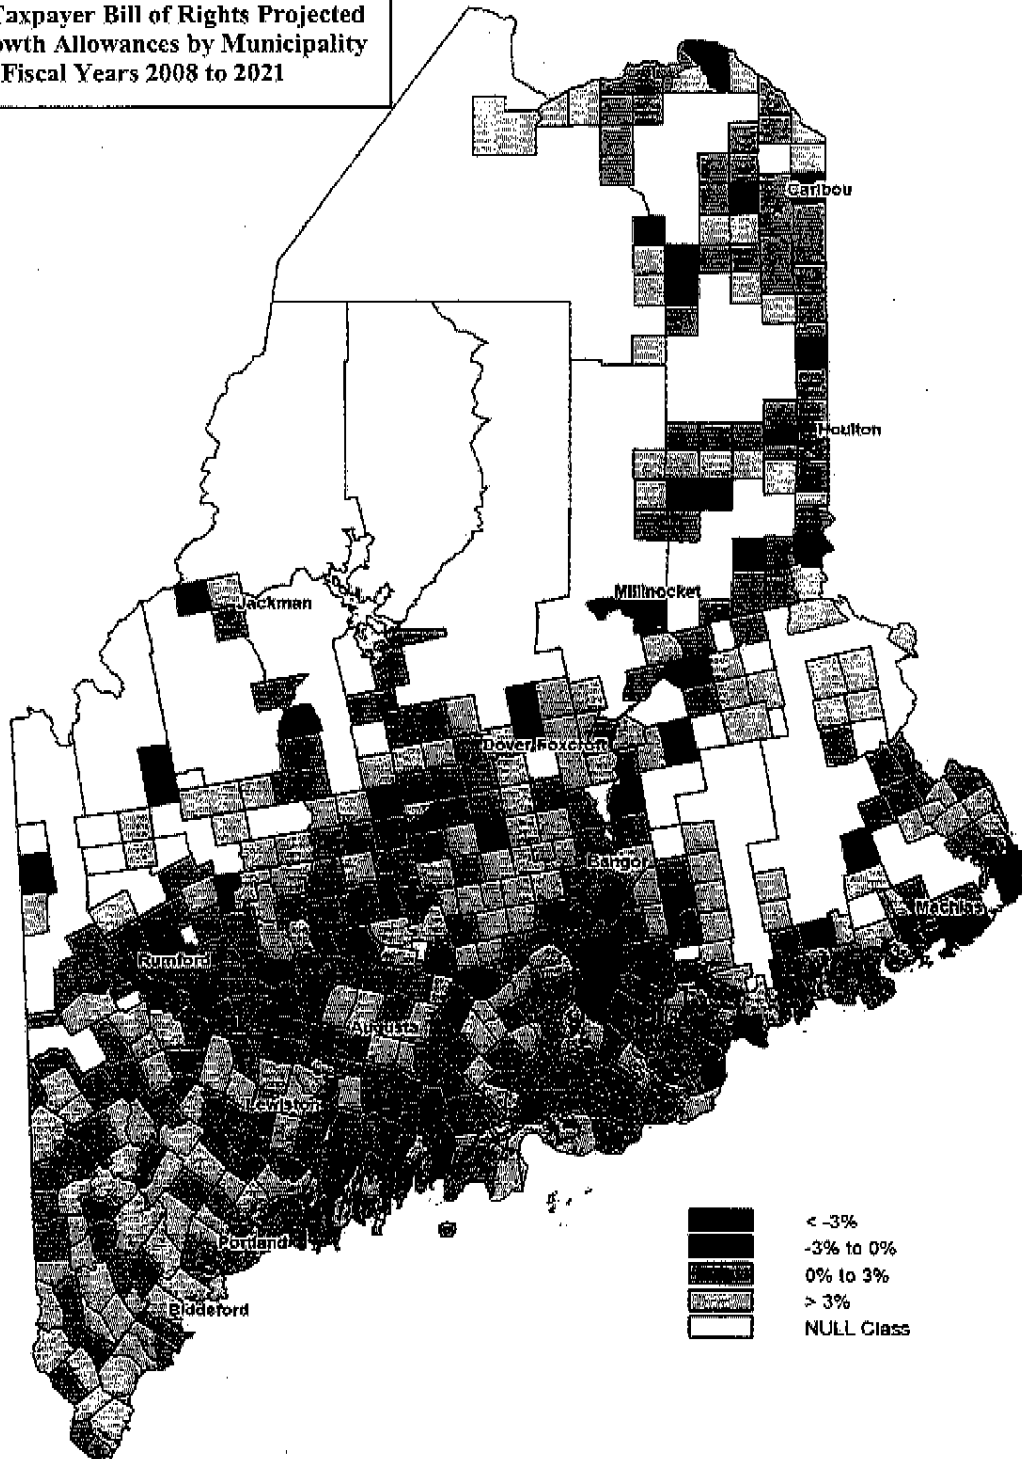 Taxpayer Bill of Rights Projected
owth Allowances by Municipality
Fiscal Years 2008 to 2021
Caribou
Houlton
Millinocket
Jackman
Dover Foxcroft
Bangor
Machias
Rumford
Augusta
Lewiston
Portland
Biddeford
< -3%
-3% to 0%
0% to 3%
> 3%
NULL Class